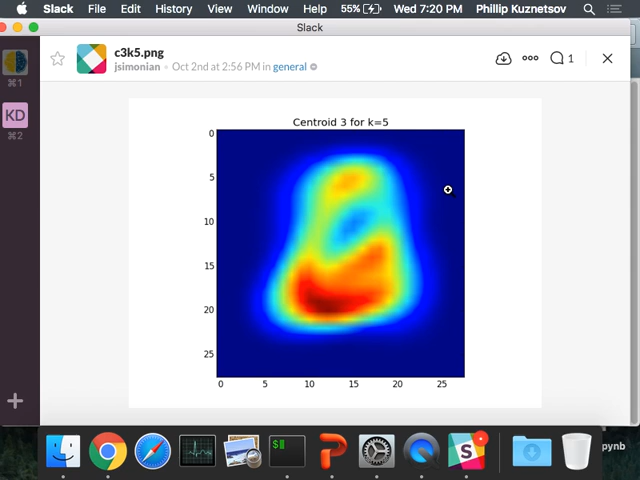 Slack File Edit History View Window Help 55% Wed 7:20 PM Phillip Kuznetsov
Slack
c3k5.png
jsimonian Oct 2nd at 2:56 PM in general
1
⌘1
KD
⌘2
Centroid 3 for k=5
0
5
10
15
20
25
0 5 10 15 20 25
+
$
S
pynb